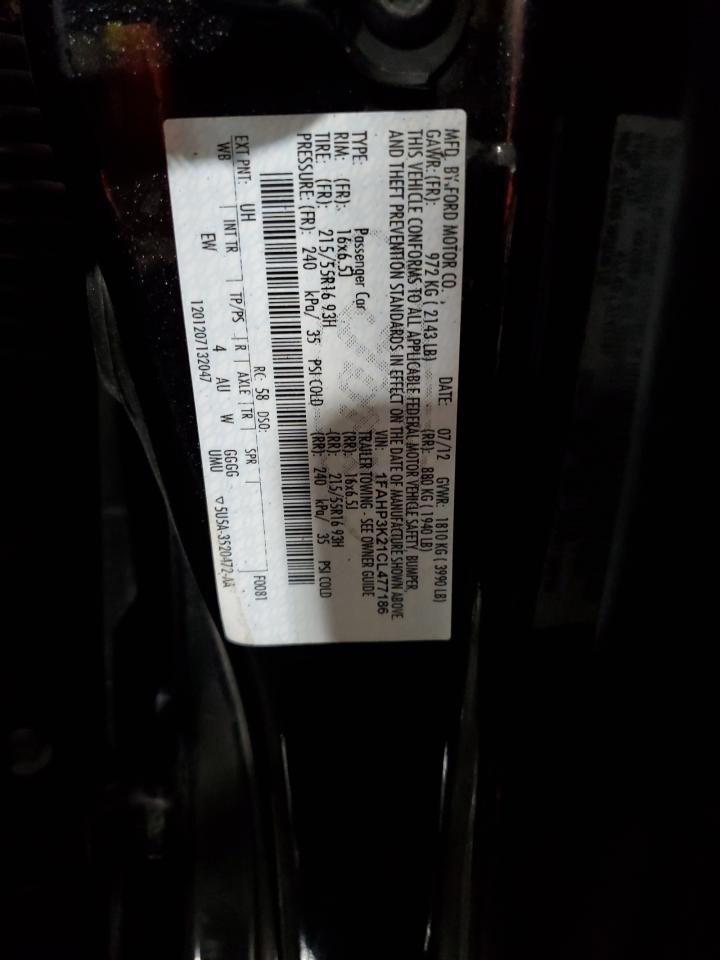 MFD. BY FORD MOTOR CO. DATE: 07/12 GVWR: 1810 KG ( 3990 LB)
GAWR: (FR): 972 KG ( 2143 LB) (RR): 880 KG ( 1940 LB)
THIS VEHICLE CONFORMS TO ALL APPLICABLE FEDERAL MOTOR VEHICLE SAFETY, BUMPER,
AND THEFT PREVENTION STANDARDS IN EFFECT ON THE DATE OF MANUFACTURE SHOWN ABOVE
VIN: 1FAHP3K21CL477186
TYPE: Passenger Car TRAILER TOWING - SEE OWNER GUIDE
RIM: (FR): 16x6.5J (RR): 16x6.5J
TIRE: (FR): 215/55R16 93H (RR): 215/55R16 93H
PRESSURE: (FR): 240 kPa/ 35 PSI COLD (RR): 240 kPa/ 35 PSI COLD
F0081
EXT PNT: UH RC: 58 DSO:
WB INT TR TP/PS R AXLE TR SPR
EW 4 AU W GGGG
UMU
1201207132047 ▽5U5A-3520472-AA